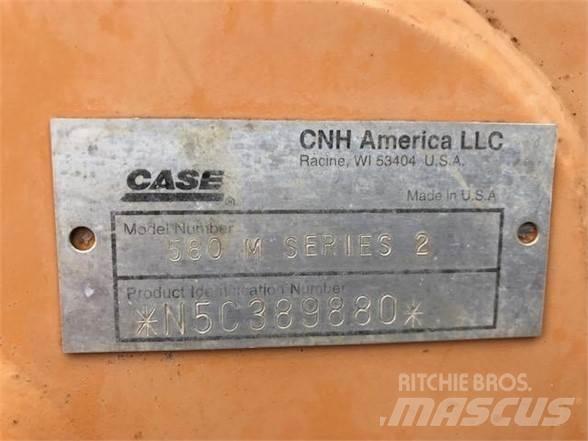 CNH America LLC
Racine, WI 53404 U.S.A.
CASE®
Made in U.S.A
Model Number
580 M SERIES 2
Product Identification Number
*N5C389880*
RITCHIE BROS.
MASCUS